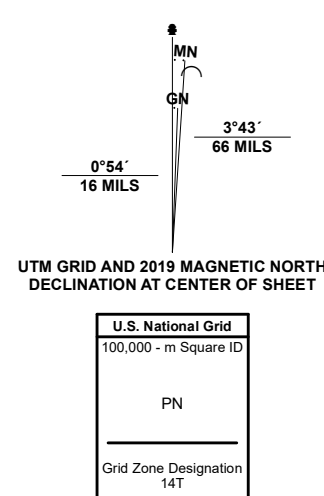 MN
GN
3°43´
66 MILS
0°54´
16 MILS
UTM GRID AND 2019 MAGNETIC NORTH
DECLINATION AT CENTER OF SHEET
U.S. National Grid
100,000 - m Square ID
PN
Grid Zone Designation
14T